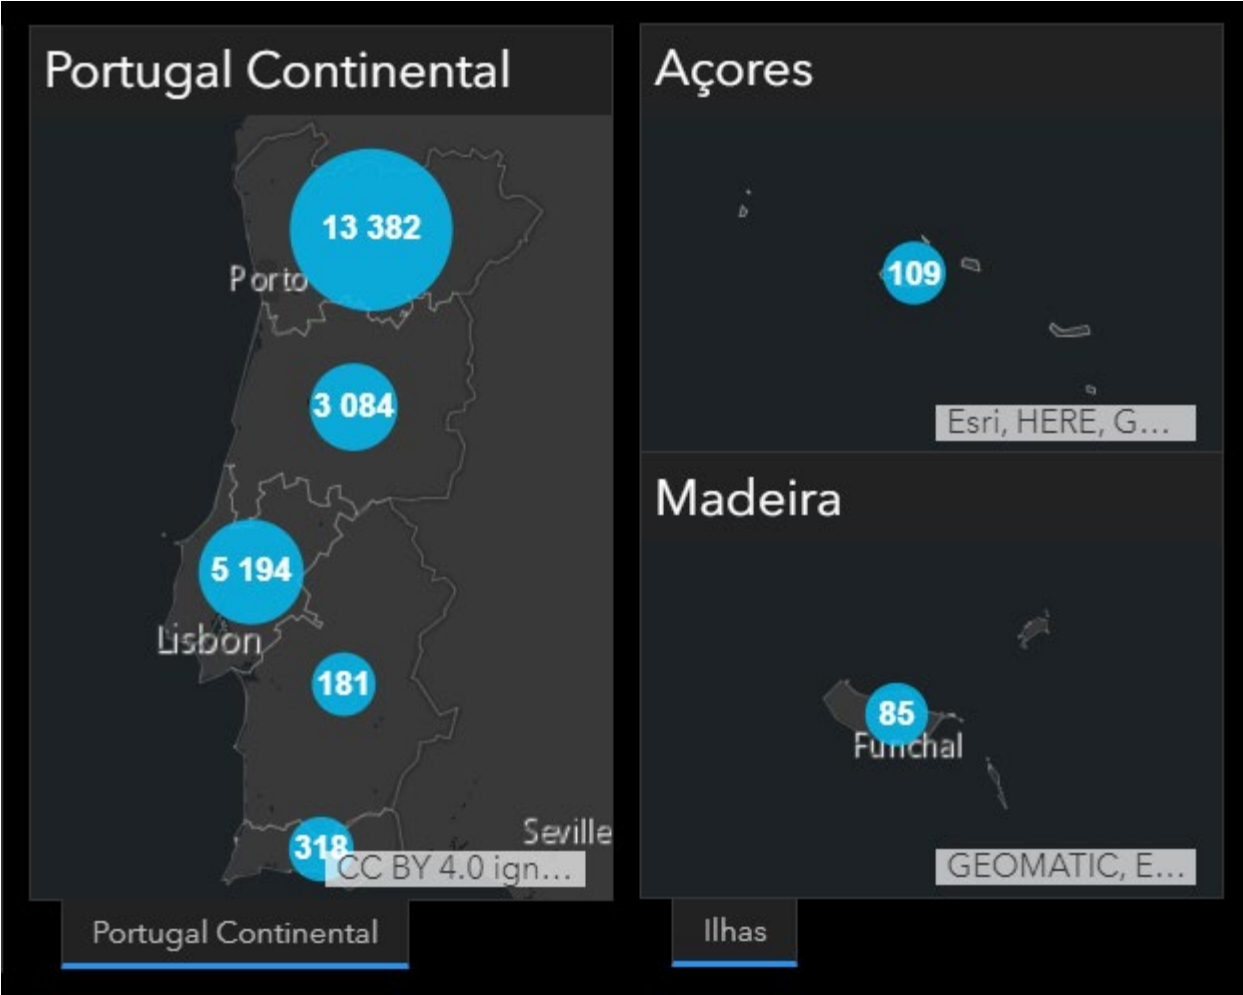 Portugal Continental
13 382
Porto
3 084
5 194
Lisbon
181
Seville
318
CC BY 4.0 ign...
Portugal Continental
Açores
109
Esri, HERE, G...
Madeira
85
Funchal
GEOMATIC, E...
Ilhas